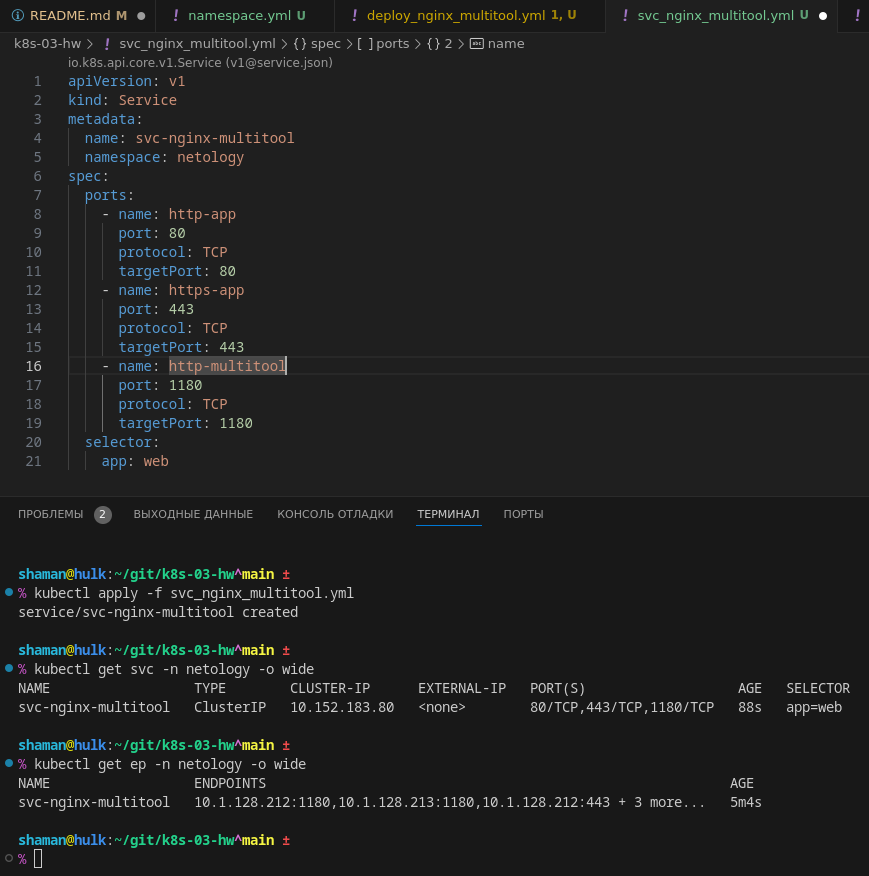 README.md M
namespace.yml U
deploy_nginx_multitool.yml 1, U
svc_nginx_multitool.yml U
k8s-03-hw > ! svc_nginx_multitool.yml > {} spec > [ ] ports > {} 2 > abc name
io.k8s.api.core.v1.Service (v1@service.json)
1 apiVersion: v1
2 kind: Service
3 metadata:
4   name: svc-nginx-multitool
5   namespace: netology
6 spec:
7   ports:
8     - name: http-app
9       port: 80
10       protocol: TCP
11       targetPort: 80
12     - name: https-app
13       port: 443
14       protocol: TCP
15       targetPort: 443
16     - name: http-multitool
17       port: 1180
18       protocol: TCP
19       targetPort: 1180
20   selector:
21     app: web
ПРОБЛЕМЫ 2 ВЫХОДНЫЕ ДАННЫЕ КОНСОЛЬ ОТЛАДКИ ТЕРМИНАЛ ПОРТЫ
shaman@hulk:~/git/k8s-03-hw^main ±
% kubectl apply -f svc_nginx_multitool.yml
service/svc-nginx-multitool created
shaman@hulk:~/git/k8s-03-hw^main ±
% kubectl get svc -n netology -o wide
NAME                  TYPE        CLUSTER-IP      EXTERNAL-IP   PORT(S)                   AGE   SELECTOR
svc-nginx-multitool   ClusterIP   10.152.183.80   <none>        80/TCP,443/TCP,1180/TCP   88s   app=web
shaman@hulk:~/git/k8s-03-hw^main ±
% kubectl get ep -n netology -o wide
NAME                  ENDPOINTS                                                          AGE
svc-nginx-multitool   10.1.128.212:1180,10.1.128.213:1180,10.1.128.212:443 + 3 more...   5m4s
shaman@hulk:~/git/k8s-03-hw^main ±
%